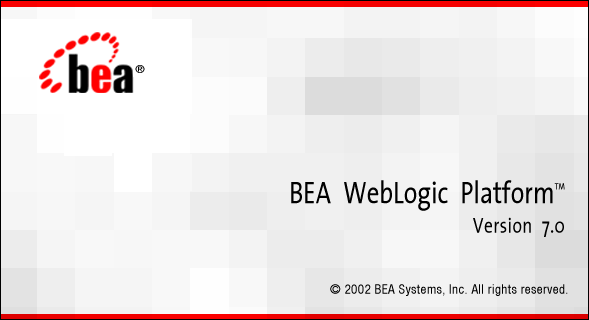 bea®
BEA WebLogic Platform™
Version 7.0
© 2002 BEA Systems, Inc. All rights reserved.